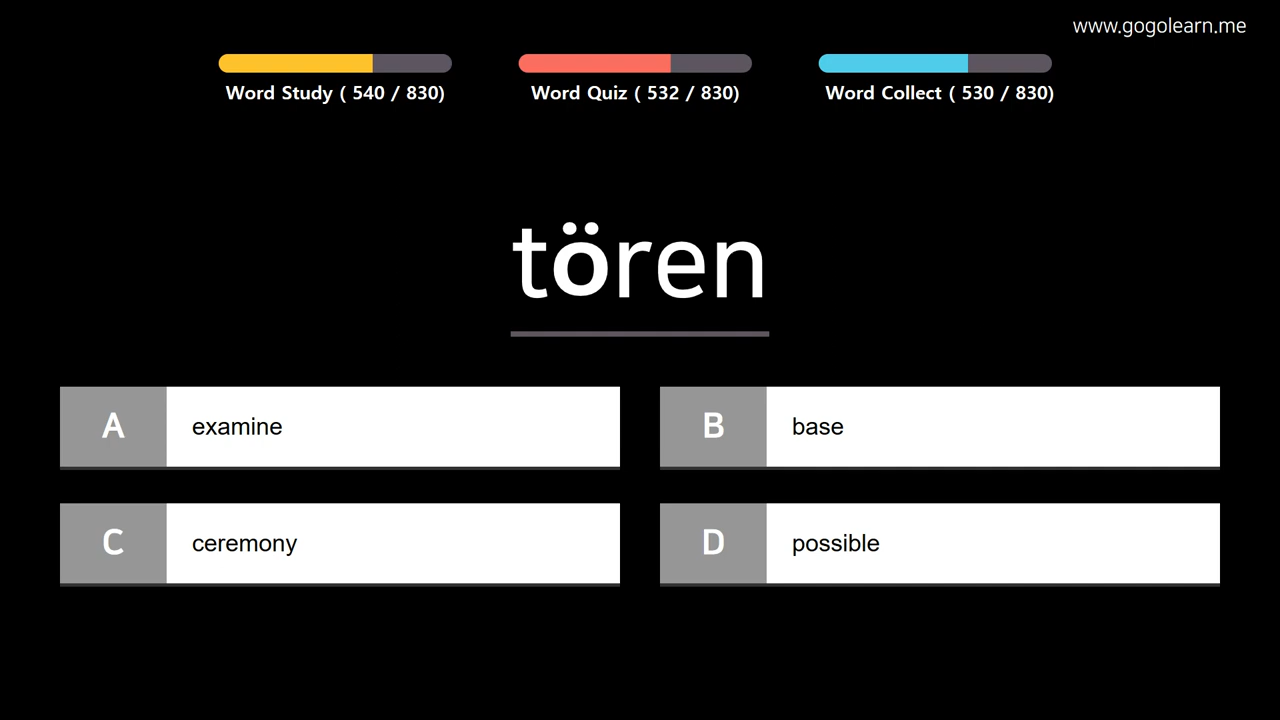 www.gogolearn.me
Word Study ( 540 / 830)
Word Quiz ( 532 / 830)
Word Collect ( 530 / 830)
tören
A examine
B base
C ceremony
D possible